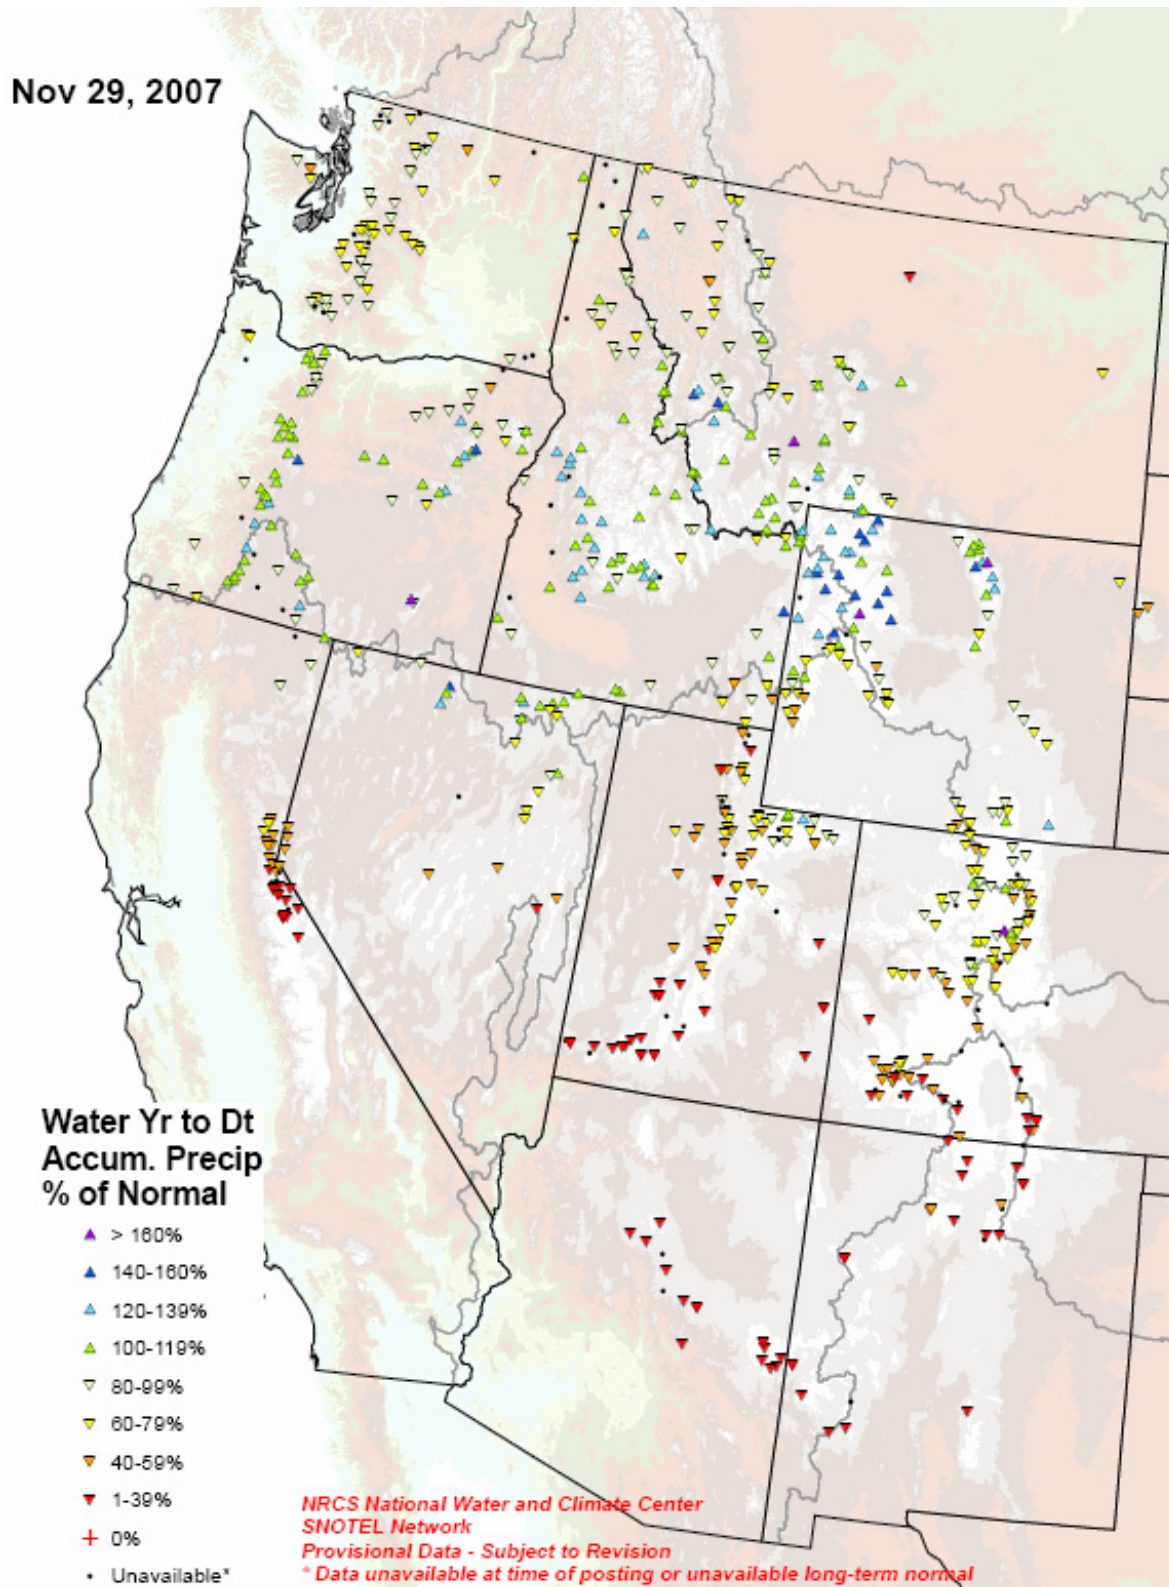 Nov 29, 2007
Water Yr to Dt
Accum. Precip
% of Normal
> 160%
140-160%
120-139%
100-119%
80-99%
60-79%
40-59%
1-39%
0%
Unavailable*
NRCS National Water and Climate Center
SNOTEL Network
Provisional Data - Subject to Revision
* Data unavailable at time of posting or unavailable long-term normal